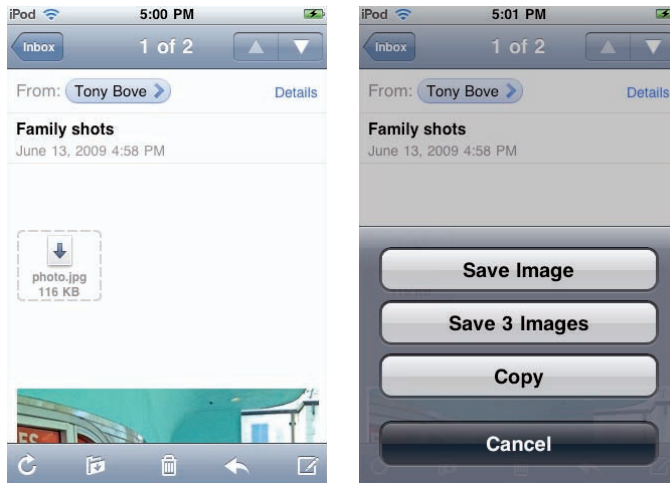 iPod 5:00 PM
Inbox 1 of 2
From: Tony Bove Details
Family shots
June 13, 2009 4:58 PM
photo.jpg
116 KB
ES
iPod 5:01 PM
Inbox 1 of 2
From: Tony Bove Details
Family shots
June 13, 2009 4:58 PM
Save Image
Save 3 Images
Copy
Cancel